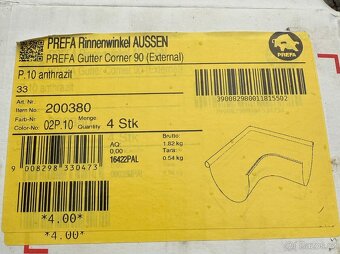 PREFA Rinnenwinkel AUSSEN
PREFA Gutter Corner 90 (External)
P.10 anthrazit
33
PREFA
Art. Nr.
Item No. 200380
Farb-Nr. Menge
Color-No: 02P.10 Quantity 4 Stk
390082980011815502
9 008298 330473
AQ:
0,00
16422PAL
Brutto:
1.82 kg
Tara:
0.54 kg
*4.00*
*4.00*